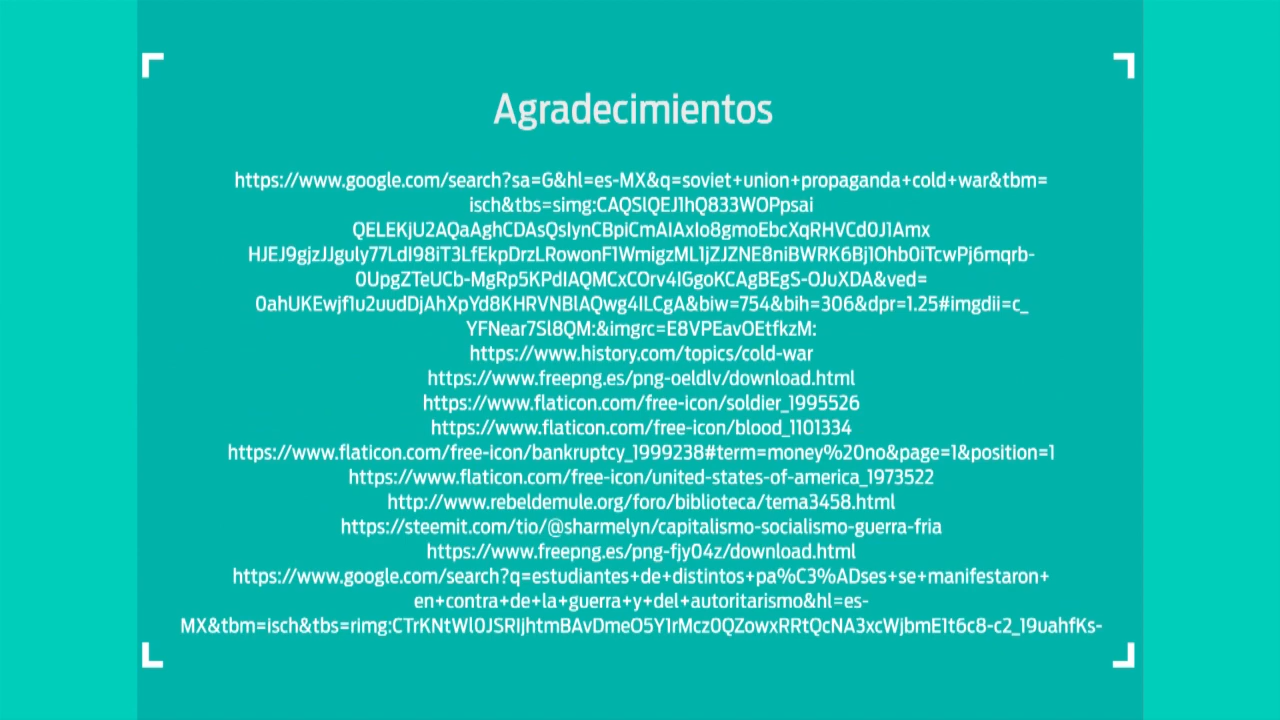 Agradecimientos
https://www.google.com/search?sa=G&hl=es-MX&q=soviet+union+propaganda+cold+war&tbm=
isch&tbs=simg:CAQSlQEJ1hQ833WOPpsai
QELEKjU2AQaAghCDAsQsIynCBpiCmAIAxIo8gmoEbcXqRHVCd0J1Amx
HJEJ9gjzJJguly77LdI98iT3LfEkpDrzLRowonF1WmigzML1jZJZNE8niBWRK6Bj1Ohb0iTcwPj6mqrb-
0UpgZTeUCb-MgRp5KPdIAQMCxCOrv4IGgoKCAgBEgS-OJuXDA&ved=
0ahUKEwjf1u2uudDjAhXpYd8KHRVNBlAQwg4ILCgA&biw=754&bih=306&dpr=1.25#imgdii=c_
YFNear7Sl8QM:&imgrc=E8VPEavOEtfkzM:
https://www.history.com/topics/cold-war
https://www.freepng.es/png-oeldlv/download.html
https://www.flaticon.com/free-icon/soldier_1995526
https://www.flaticon.com/free-icon/blood_1101334
https://www.flaticon.com/free-icon/bankruptcy_1999238#term=money%20no&page=1&position=1
https://www.flaticon.com/free-icon/united-states-of-america_1973522
http://www.rebeldemule.org/foro/biblioteca/tema3458.html
https://steemit.com/tio/@sharmelyn/capitalismo-socialismo-guerra-fria
https://www.freepng.es/png-fjy04z/download.html
https://www.google.com/search?q=estudiantes+de+distintos+pa%C3%ADses+se+manifestaron+
en+contra+de+la+guerra+y+del+autoritarismo&hl=es-
MX&tbm=isch&tbs=rimg:CTrKNtWl0JSRIjhtmBAvDmeO5Y1rMcz0QZowxRRtQcNA3xcWjbmE1t6c8-c2_19uahfKs-